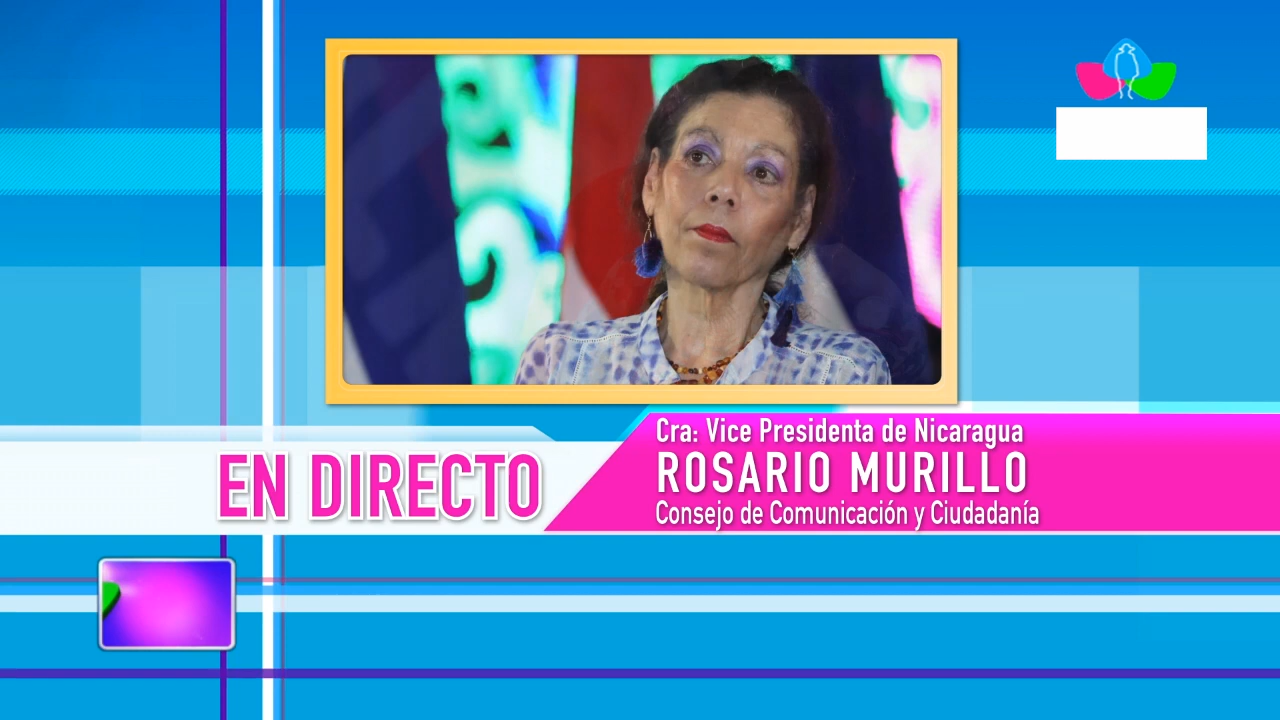 Cra: Vice Presidenta de Nicaragua
EN DIRECTO
ROSARIO MURILLO
Consejo de Comunicación y Ciudadanía